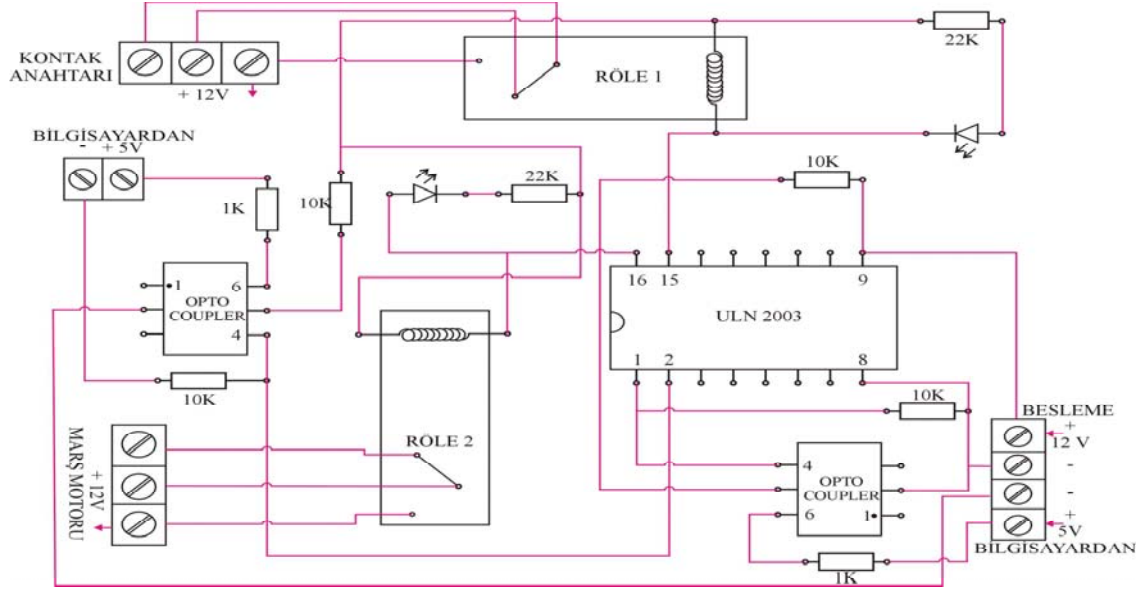 KONTAK
ANAHTARI
+ 12V
RÖLE 1
22K
BİLGİSAYARDAN
- + 5V
1K
10K
22K
10K
1 6
OPTO
COUPLER
4
10K
16 15 9
ULN 2003
1 2 8
10K
RÖLE 2
MARŞ MOTORU
+ 12V
4
OPTO
COUPLER
6 1
1K
BESLEME
+
12 V
-
-
+
5V
BİLGİSAYARDAN